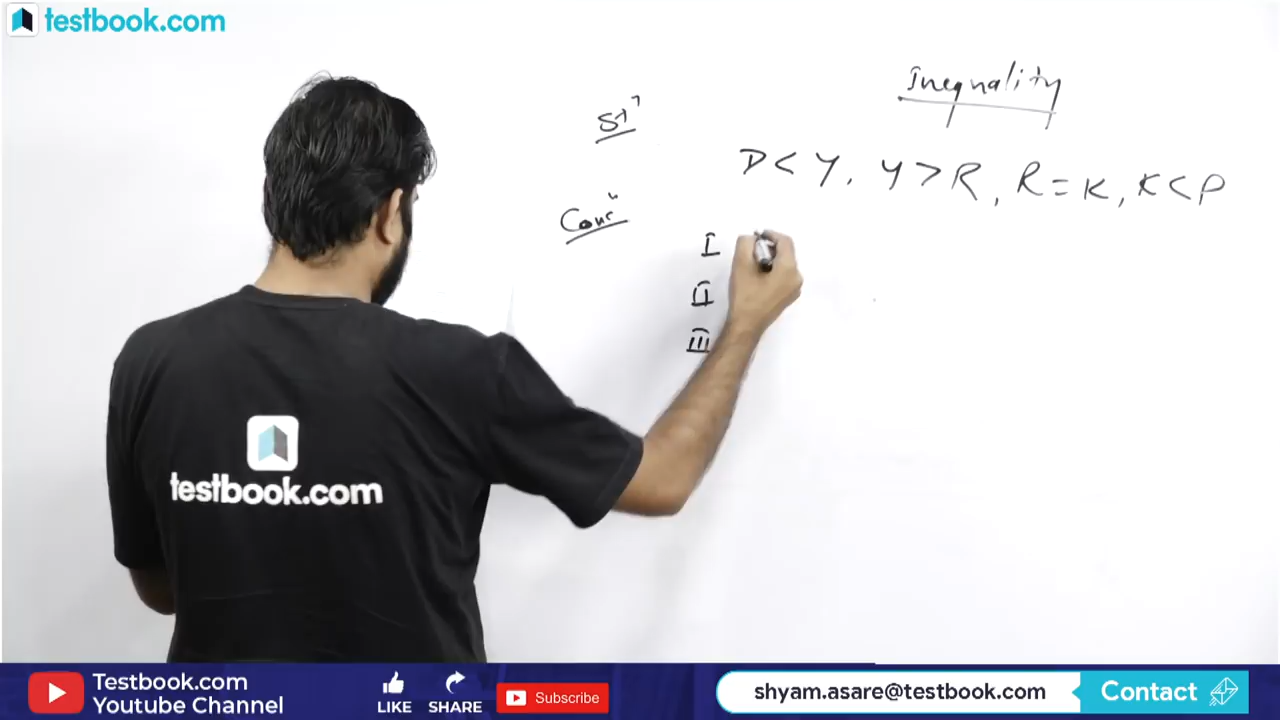 testbook.com
Inequality
St^n
D < Y, Y > R, R = K, K < P
Conc^n
I
II
III
testbook.com
Testbook.com
Youtube Channel
LIKE
SHARE
Subscribe
shyam.asare@testbook.com
Contact